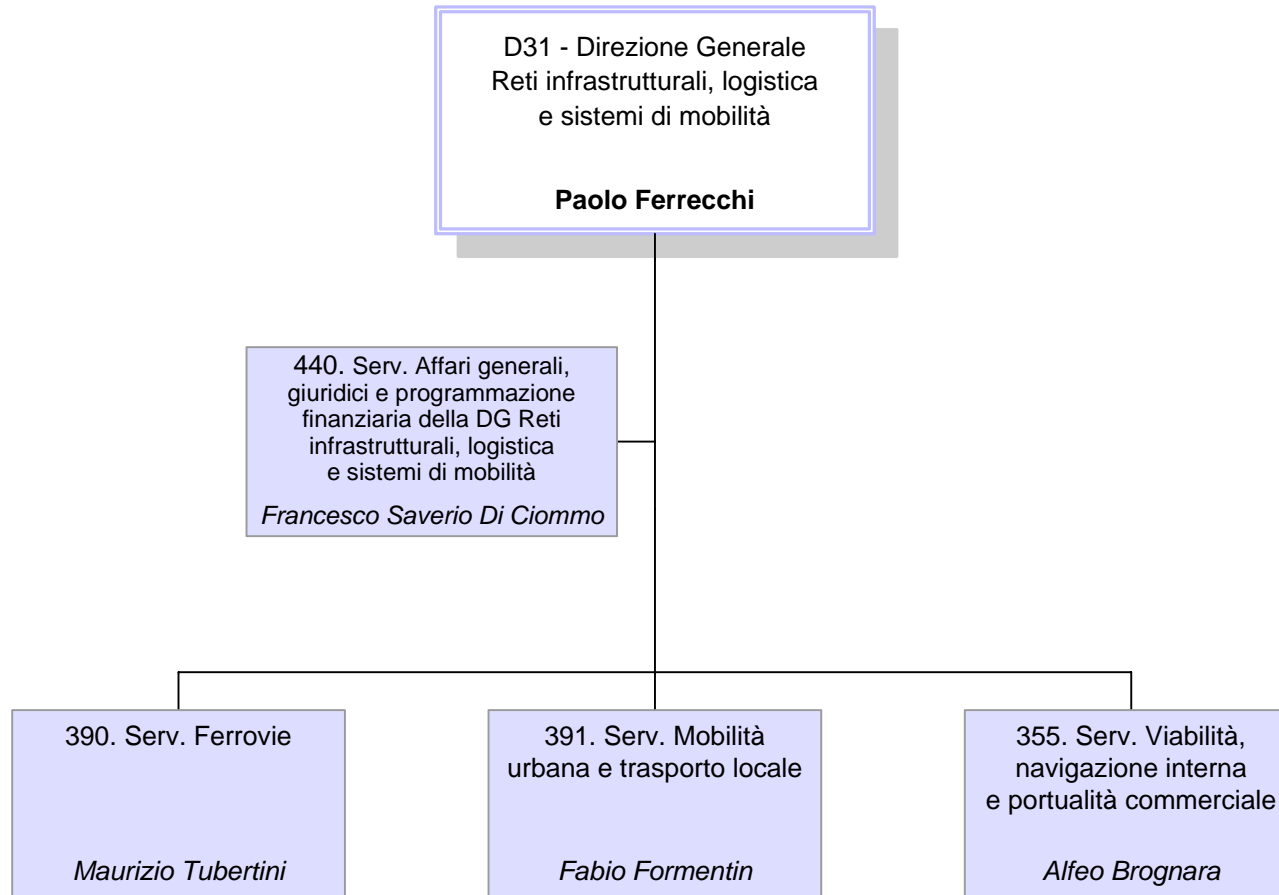 D31 - Direzione Generale
Reti infrastrutturali, logistica
e sistemi di mobilità
Paolo Ferrecchi
440. Serv. Affari generali,
giuridici e programmazione
finanziaria della DG Reti
infrastrutturali, logistica
e sistemi di mobilità
Francesco Saverio Di Ciommo
390. Serv. Ferrovie
Maurizio Tubertini
391. Serv. Mobilità
urbana e trasporto locale
Fabio Formentin
355. Serv. Viabilità,
navigazione interna
e portualità commerciale
Alfeo Brognara